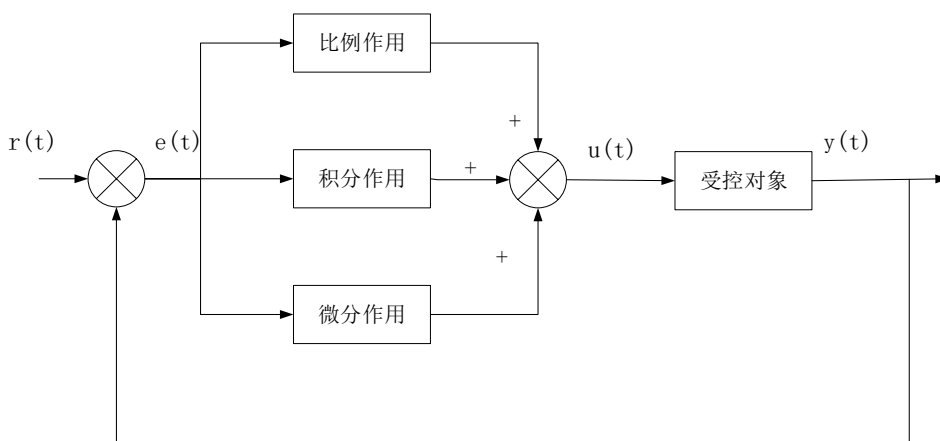 比例作用
+
r(t)
e(t)
积分作用
+
u(t)
受控对象
y(t)
+
微分作用